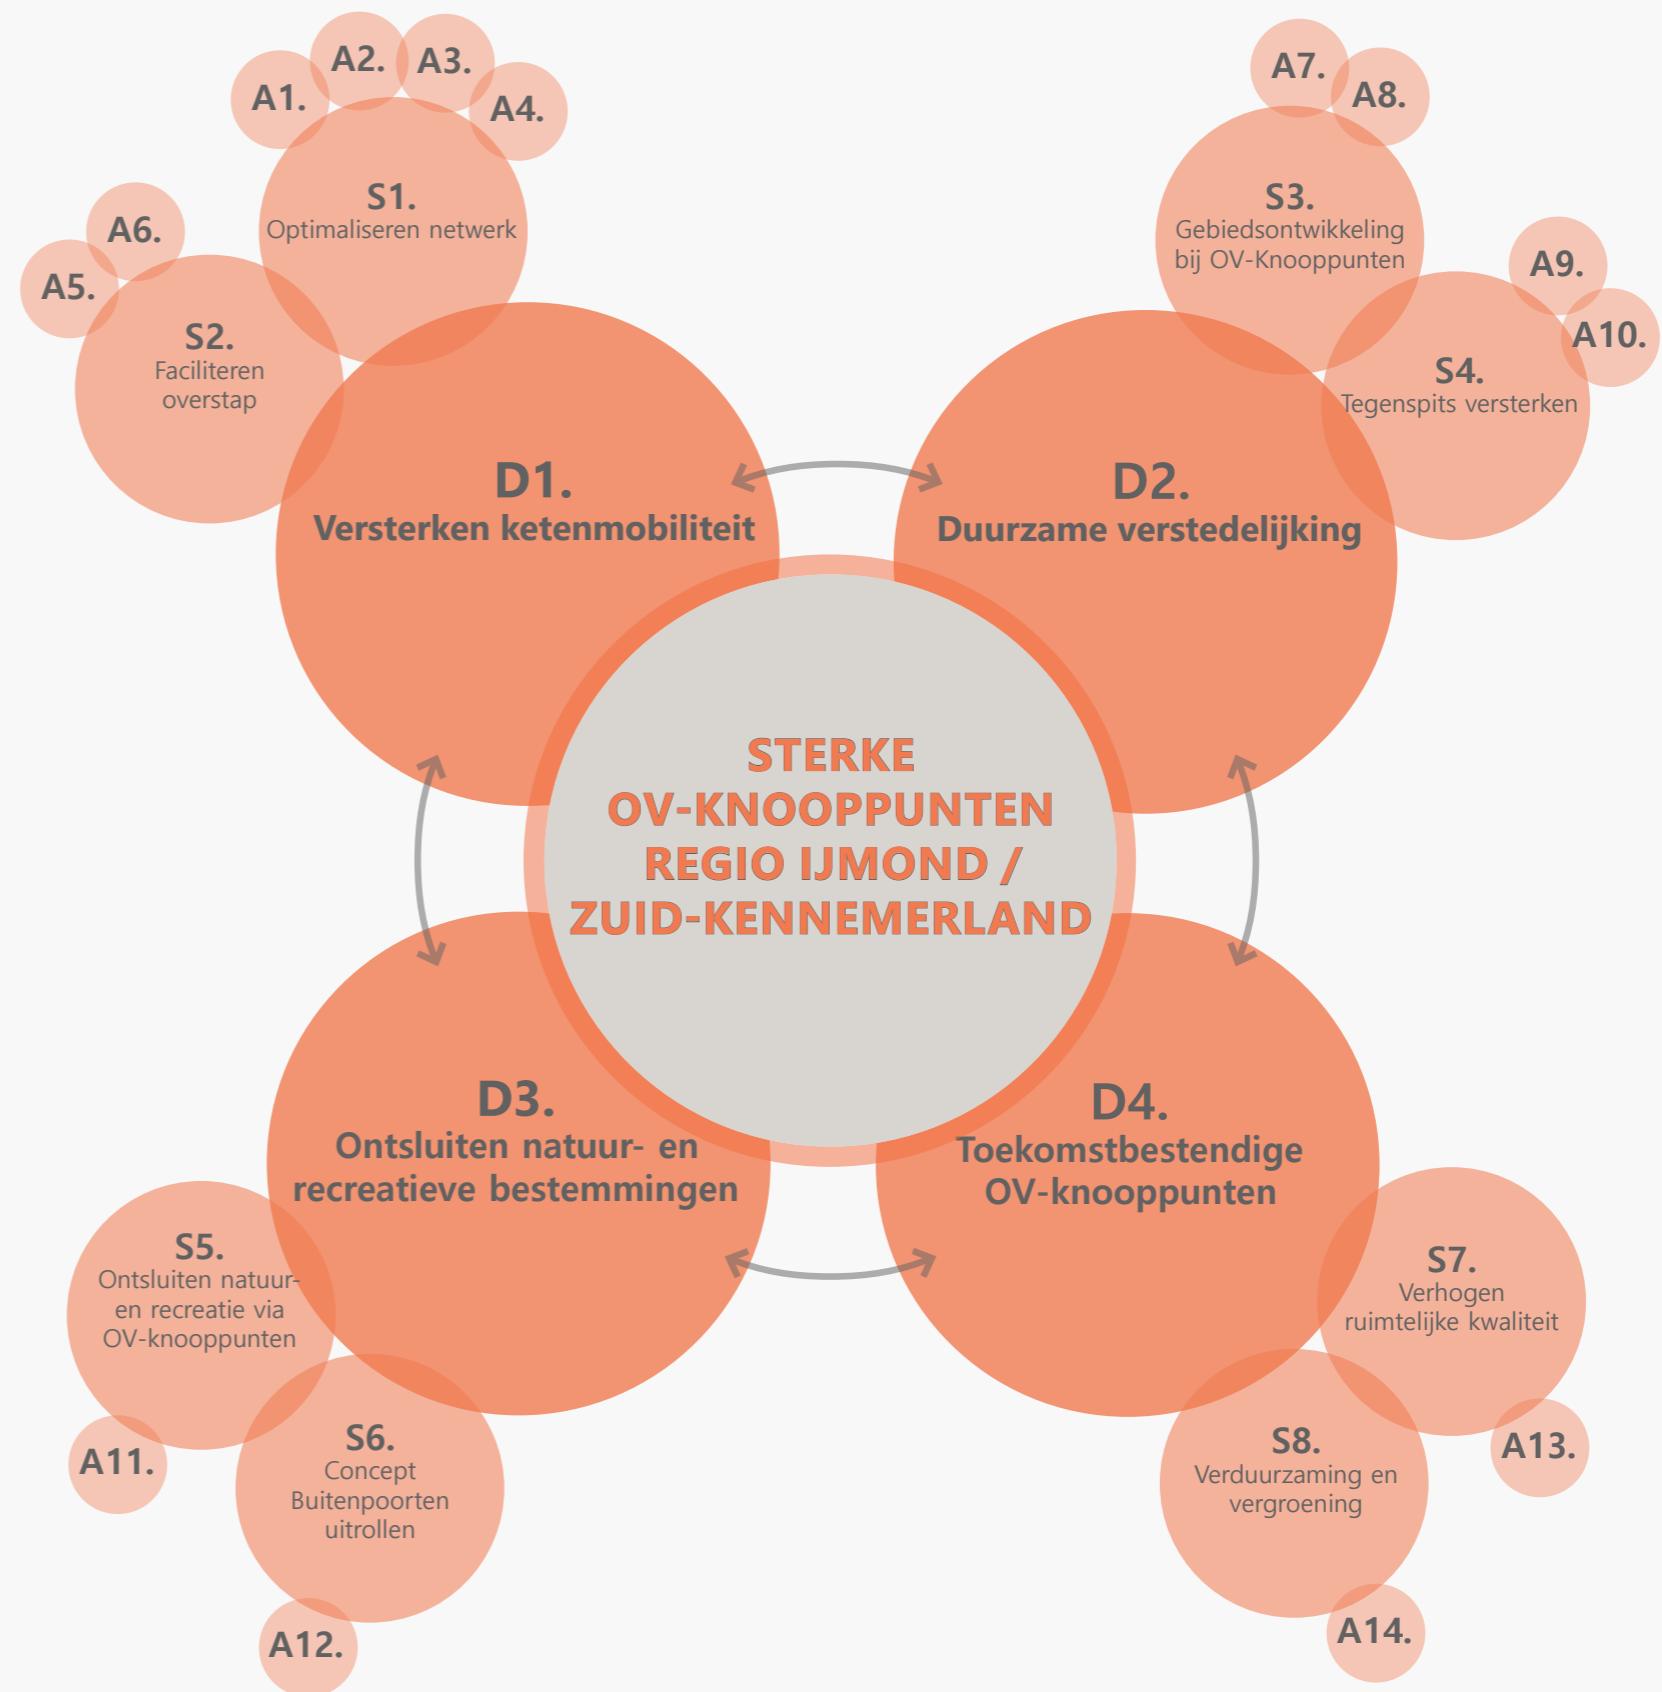 A1.
A2.
A3.
A4.
S1.
Optimaliseren netwerk
A5.
A6.
S2.
Faciliteren
overstap
D1.
Versterken ketenmobiliteit
A7.
A8.
S3.
Gebiedsontwikkeling
bij OV-Knooppunten
A9.
A10.
S4.
Tegenspits versterken
D2.
Duurzame verstedelijking
STERKE
OV-KNOOPPUNTEN
REGIO IJMOND /
ZUID-KENNEMERLAND
D3.
Ontsluiten natuur- en
recreatieve bestemmingen
S5.
Ontsluiten natuur-
en recreatie via
OV-knooppunten
A11.
S6.
Concept
Buitenpoorten
uitrollen
A12.
D4.
Toekomstbestendige
OV-knooppunten
S7.
Verhogen
ruimtelijke kwaliteit
A13.
S8.
Verduurzaming en
vergroening
A14.